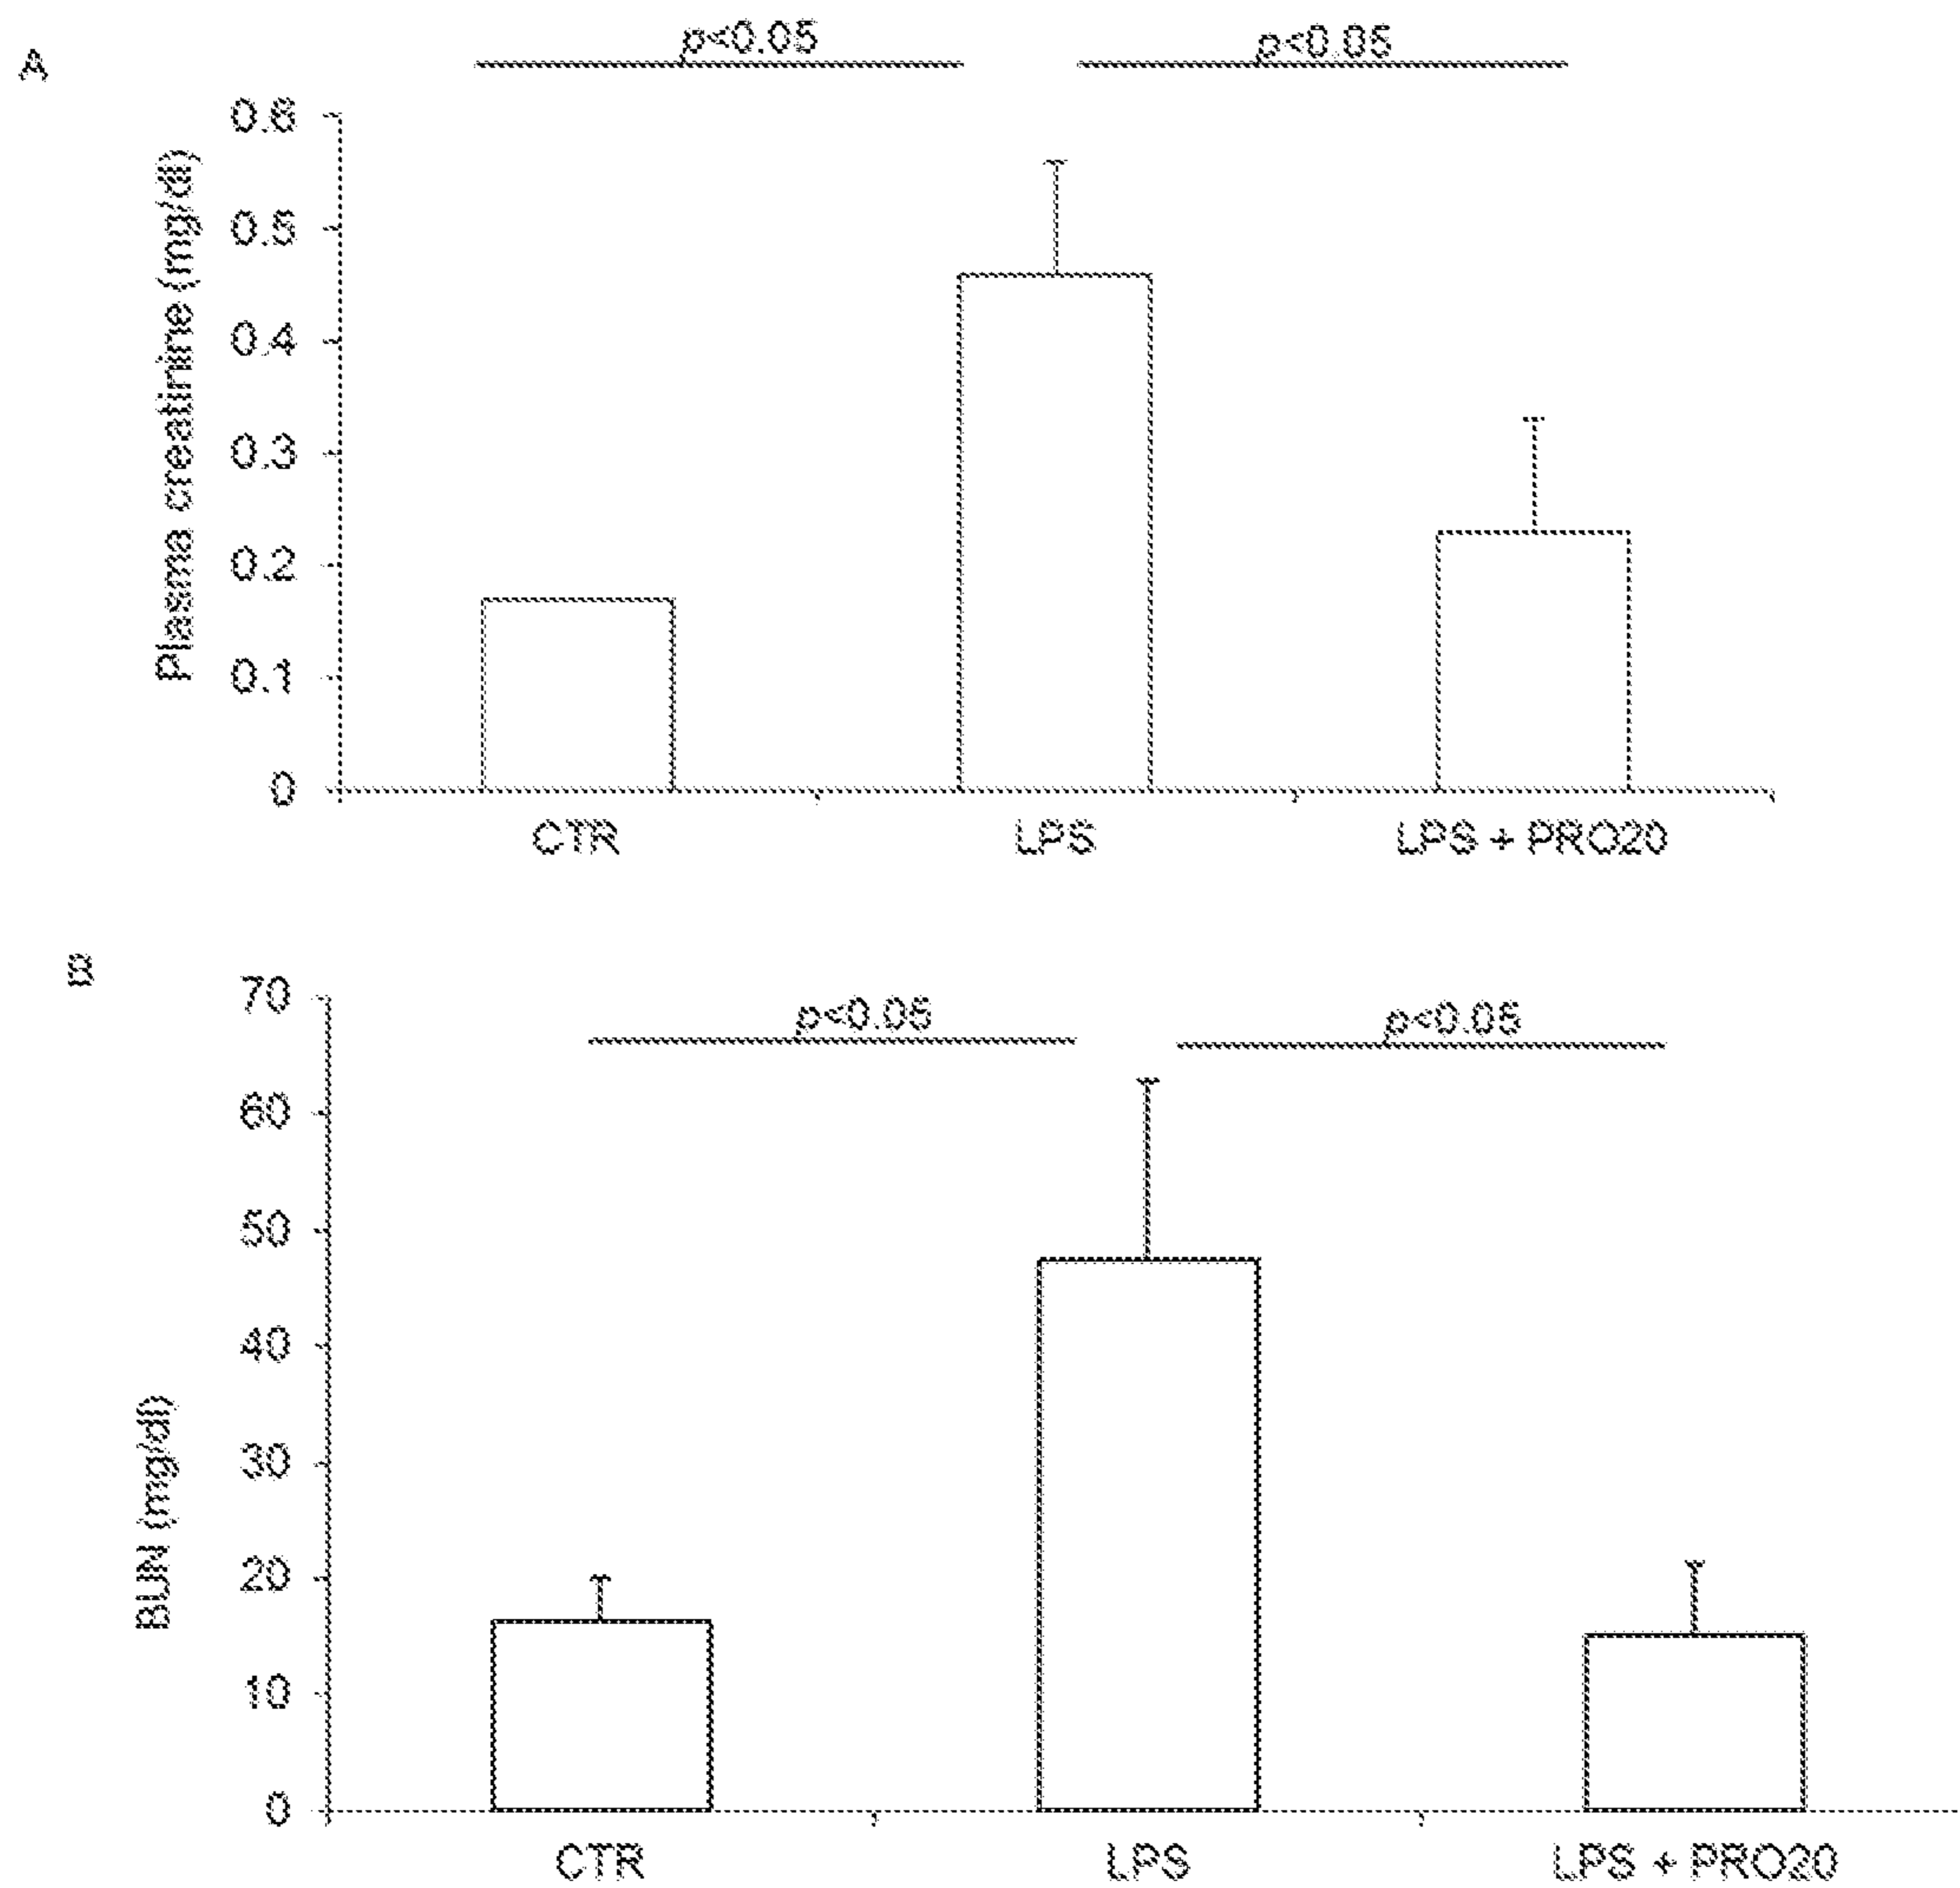 A
p<0.05 p<0.05
Plasma creatinine (mg/dl)
0.6
0.5
0.4
0.3
0.2
0.1
0
CTR LPS LPS + PRO20
B
p<0.05 p<0.05
BUN (mg/dl)
70
60
50
40
30
20
10
0
CTR LPS LPS + PRO20